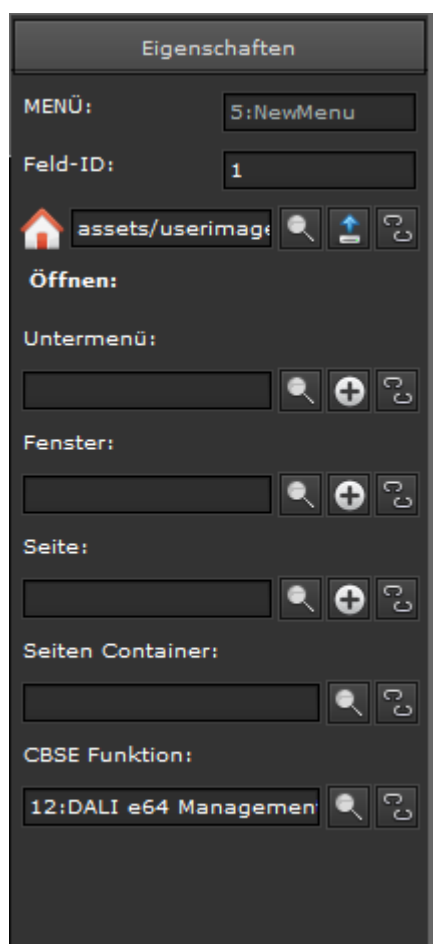 Eigenschaften
MENÜ: 5:NewMenu
Feld-ID: 1
assets/userimage
Öffnen:
Untermenü:
Fenster:
Seite:
Seiten Container:
CBSE Funktion:
12:DALI e64 Management